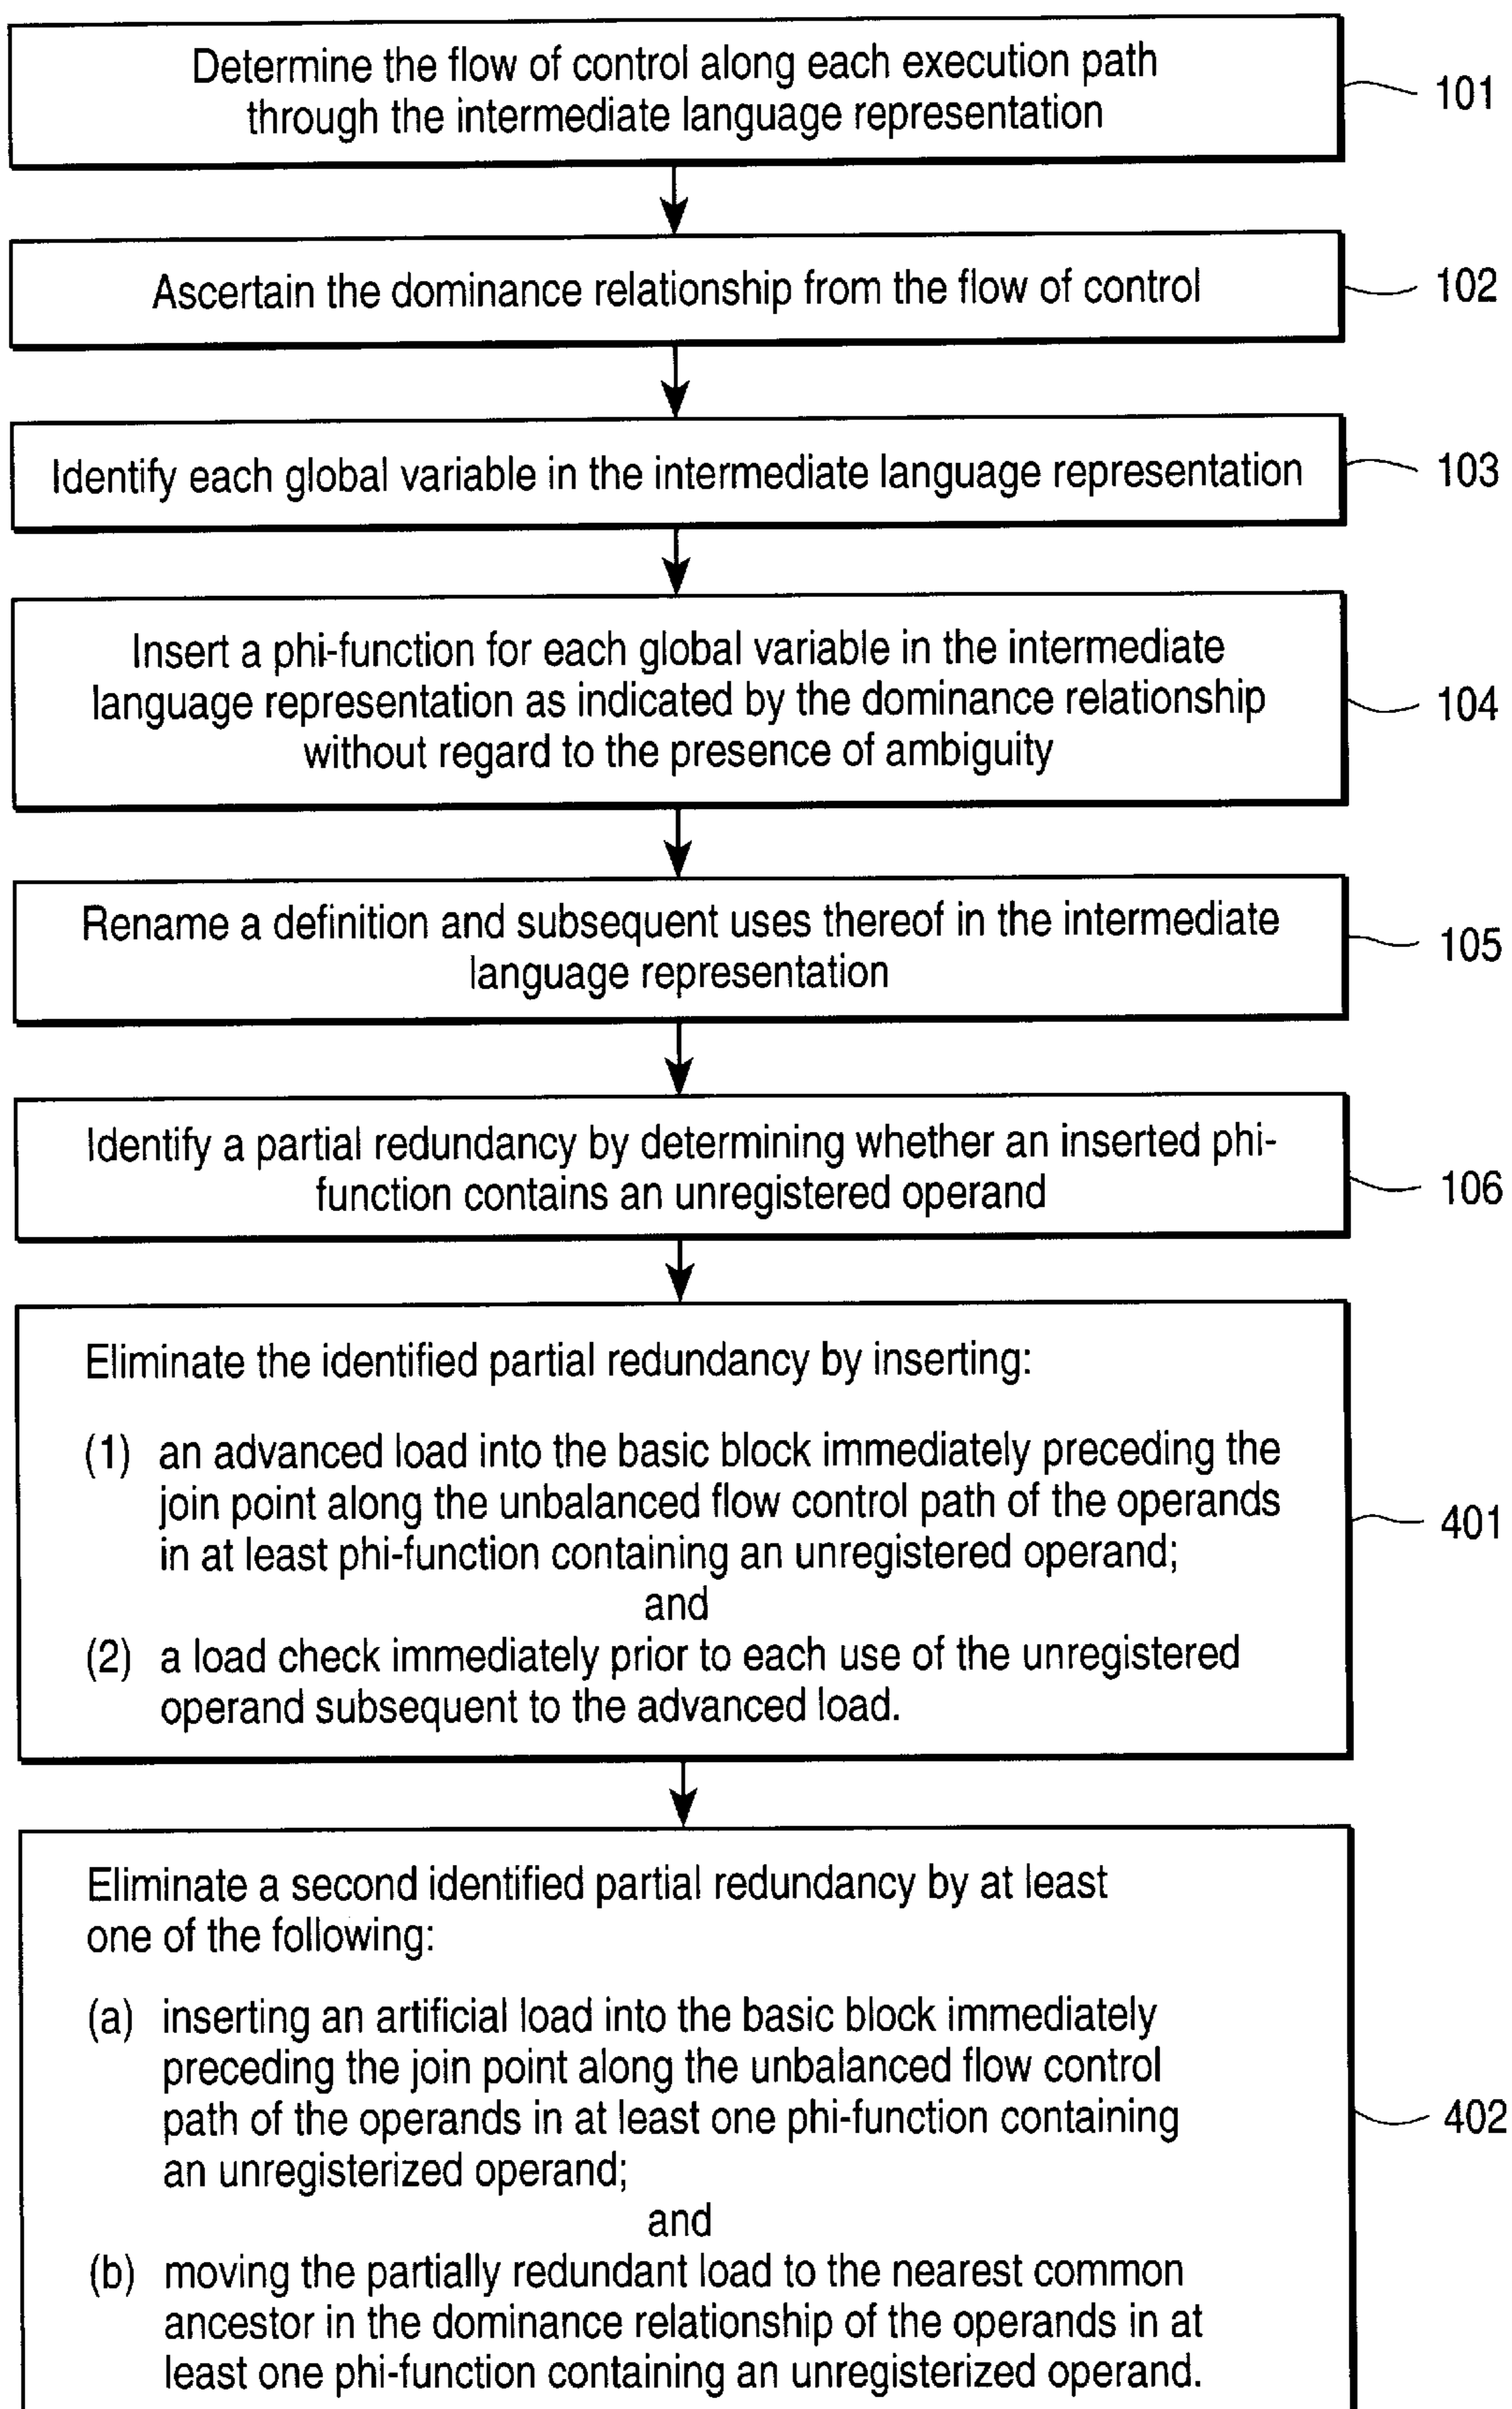 Determine the flow of control along each execution path
through the intermediate language representation
101
Ascertain the dominance relationship from the flow of control
102
Identify each global variable in the intermediate language representation
103
Insert a phi-function for each global variable in the intermediate
language representation as indicated by the dominance relationship
without regard to the presence of ambiguity
104
Rename a definition and subsequent uses thereof in the intermediate
language representation
105
Identify a partial redundancy by determining whether an inserted phi-
function contains an unregistered operand
106
Eliminate the identified partial redundancy by inserting:
(1) an advanced load into the basic block immediately preceding the
join point along the unbalanced flow control path of the operands
in at least phi-function containing an unregistered operand;
and
(2) a load check immediately prior to each use of the unregistered
operand subsequent to the advanced load.
401
Eliminate a second identified partial redundancy by at least
one of the following:
(a) inserting an artificial load into the basic block immediately
preceding the join point along the unbalanced flow control
path of the operands in at least one phi-function containing
an unregisterized operand;
and
(b) moving the partially redundant load to the nearest common
ancestor in the dominance relationship of the operands in at
least one phi-function containing an unregisterized operand.
402